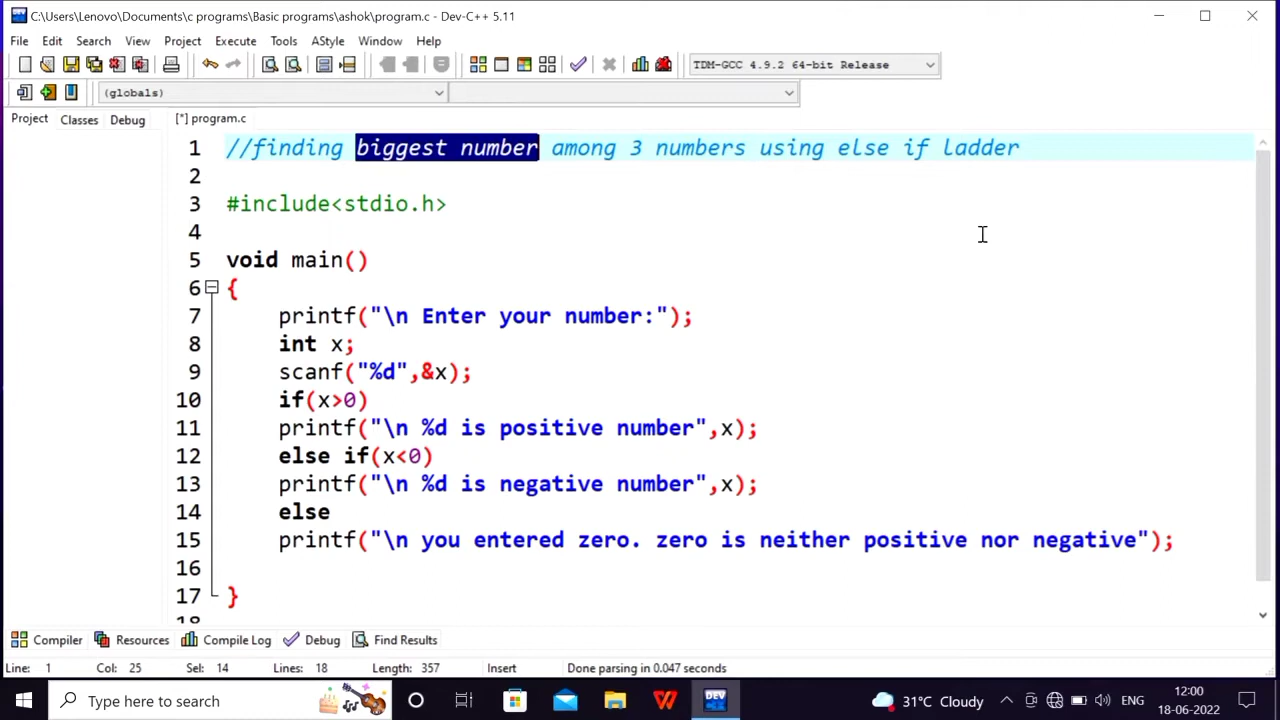 C:\Users\Lenovo\Documents\c programs\Basic programs\ashok\program.c - Dev-C++ 5.11
File Edit Search View Project Execute Tools AStyle Window Help
TDM-GCC 4.9.2 64-bit Release
(globals)
Project Classes Debug [*] program.c
1 //finding biggest number among 3 numbers using else if ladder
2
3 #include<stdio.h>
4
5 void main()
6 {
7 printf("\n Enter your number:");
8 int x;
9 scanf("%d",&x);
10 if(x>0)
11 printf("\n %d is positive number",x);
12 else if(x<0)
13 printf("\n %d is negative number",x);
14 else
15 printf("\n you entered zero. zero is neither positive nor negative");
16
17 }
18
Compiler Resources Compile Log Debug Find Results
Line: 1 Col: 25 Sel: 14 Lines: 18 Length: 357 Insert Done parsing in 0.047 seconds
Type here to search DEV 31°C Cloudy ENG 12:00
18-06-2022